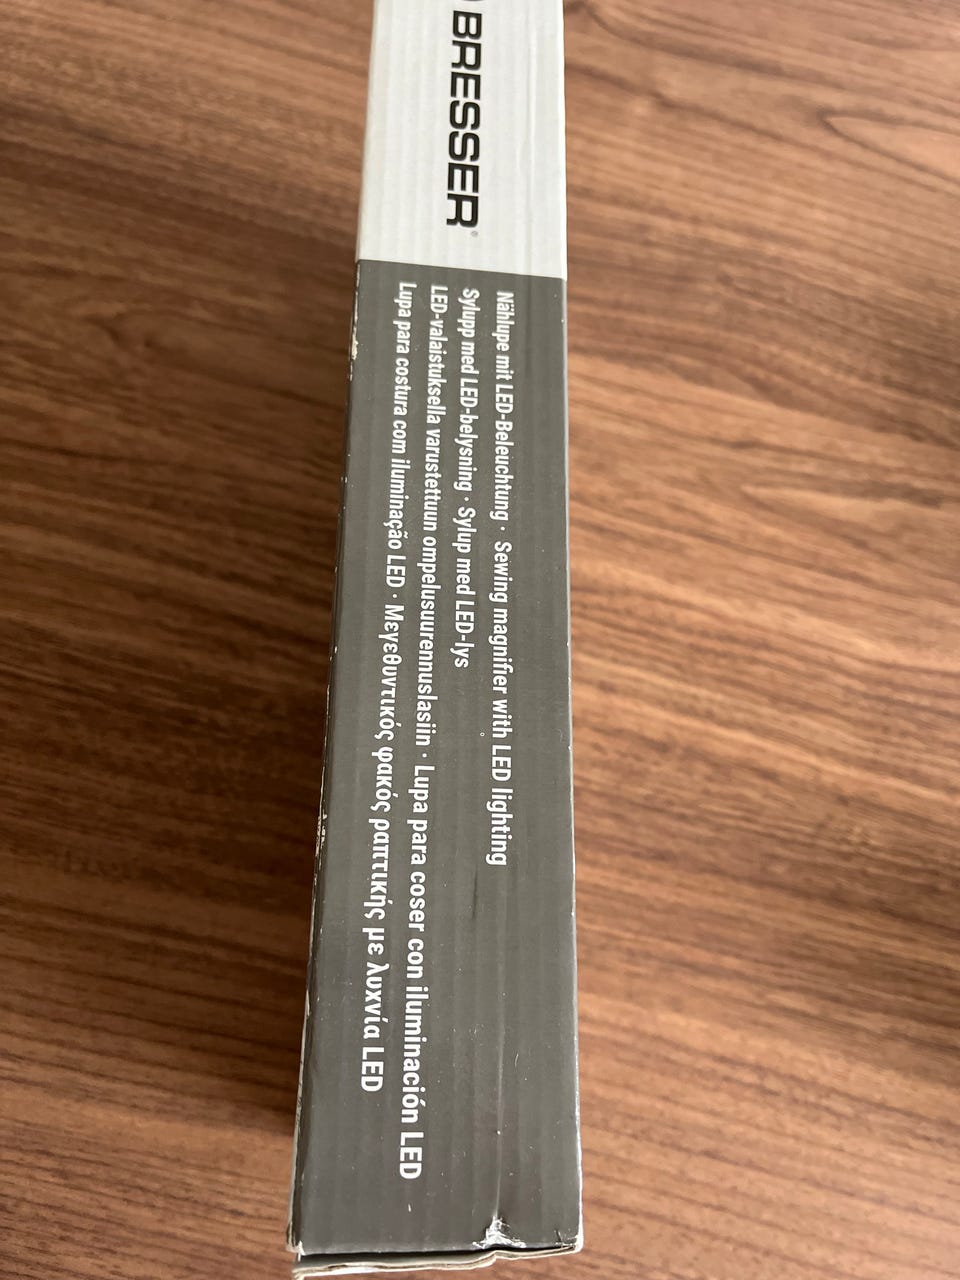 BRESSER®
Nählupe mit LED-Beleuchtung · Sewing magnifier with LED lighting
Sylupp med LED-belysning · Sylup med LED-lys
LED-valaistuksella varustettuun ompelusuurennuslasiin · Lupa para coser con iluminación LED
Lupa para costura com iluminação LED · Μεγεθυντικός φακός ραπτικής με λυχνία LED